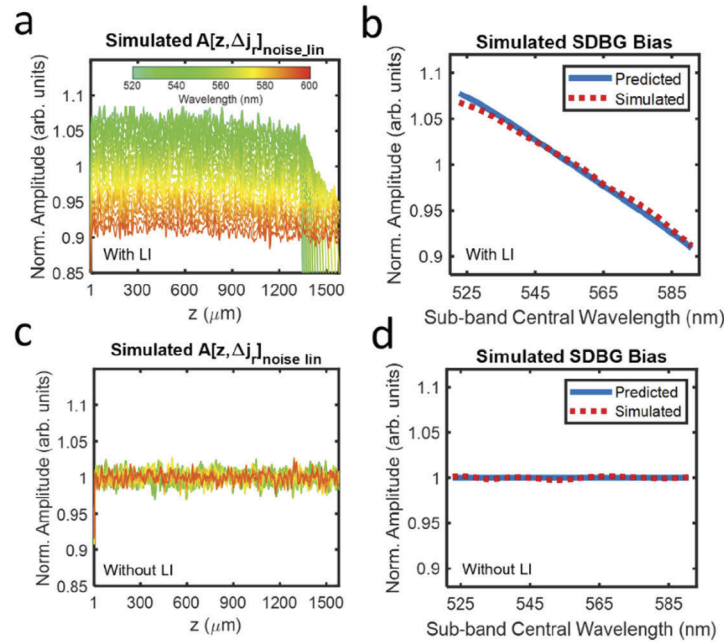 a
Simulated A[z,Δj_r]_noise_lin
520 540 560 580 600
Wavelength (nm)
Norm. Amplitude (arb. units)
1.1
1.05
1
0.95
0.9
0.85
With LI
1 300 600 900 1200 1500
z (μm)
b
Simulated SDBG Bias
Predicted
Simulated
Norm. Amplitude (arb. units)
1.1
1.05
1
0.95
0.9
With LI
525 545 565 585
Sub-band Central Wavelength (nm)
c
Simulated A[z,Δj_r]_noise lin
Norm. Amplitude (arb. units)
1.1
1.05
1
0.95
0.9
0.85
Without LI
1 300 600 900 1200 1500
z (μm)
d
Simulated SDBG Bias
Predicted
Simulated
Norm. Amplitude (arb. units)
1.1
1.05
1
0.95
0.9
Without LI
525 545 565 585
Sub-band Central Wavelength (nm)